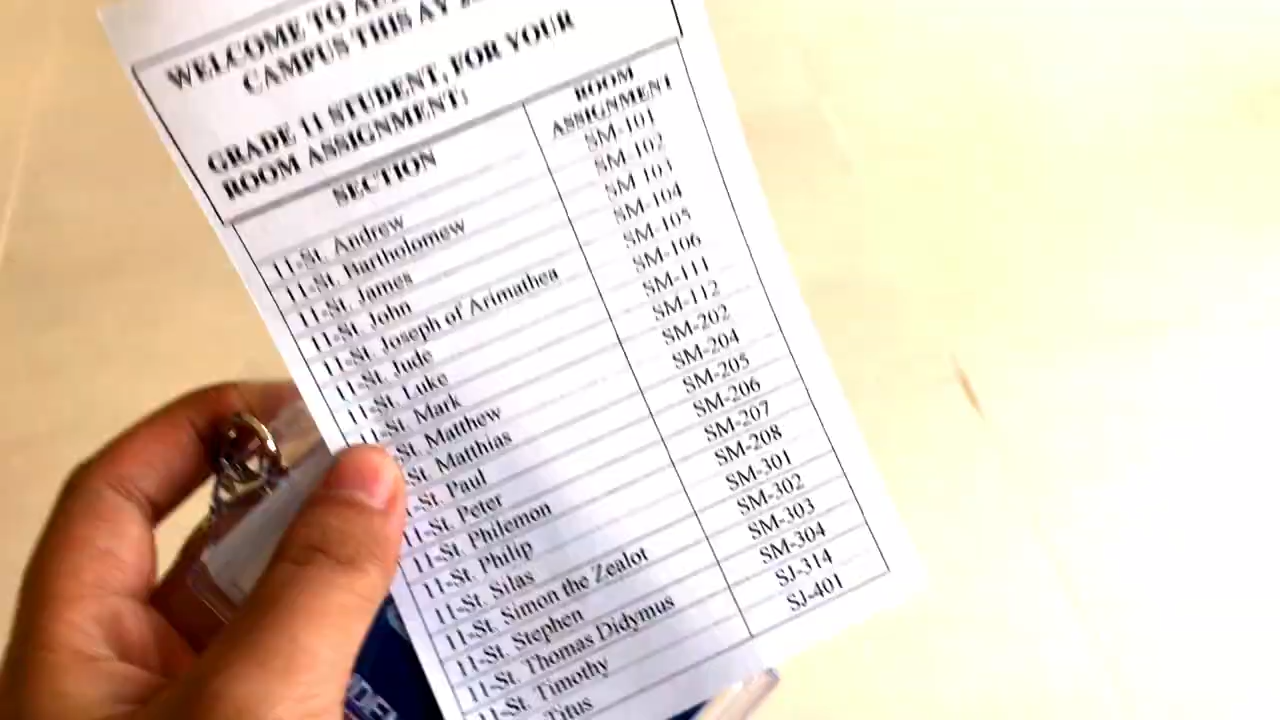 WELCOME TO
CAMPUS THIS AY
GRADE 11 STUDENT, FOR YOUR
ROOM ASSIGNMENT:
SECTION ROOM ASSIGNMENT
11-St. Andrew SM-101
11-St. Bartholomew SM-102
11-St. James SM-103
11-St. John SM-104
11-St. Joseph of Arimathea SM-105
11-St. Jude SM-106
11-St. Luke SM-111
11-St. Mark SM-112
St. Matthew SM-202
St. Matthias SM-204
-St. Paul SM-205
11-St. Peter SM-206
11-St. Philemon SM-207
11-St. Philip SM-208
11-St. Silas SM-301
11-St. Simon the Zealot SM-302
11-St. Stephen SM-303
11-St. Thomas Didymus SM-304
11-St. Timothy SJ-314
Titus SJ-401